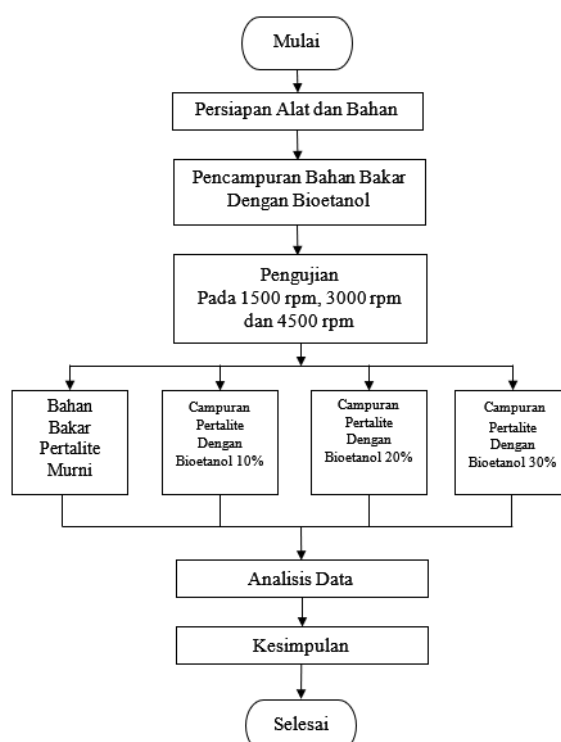 Mulai
Persiapan Alat dan Bahan
Pencampuran Bahan Bakar
Dengan Bioetanol
Pengujian
Pada 1500 rpm, 3000 rpm
dan 4500 rpm
Bahan
Bakar
Pertalite
Murni
Campuran
Pertalite
Dengan
Bioetanol 10%
Campuran
Pertalite
Dengan
Bioetanol 20%
Campuran
Pertalite
Dengan
Bioetanol 30%
Analisis Data
Kesimpulan
Selesai